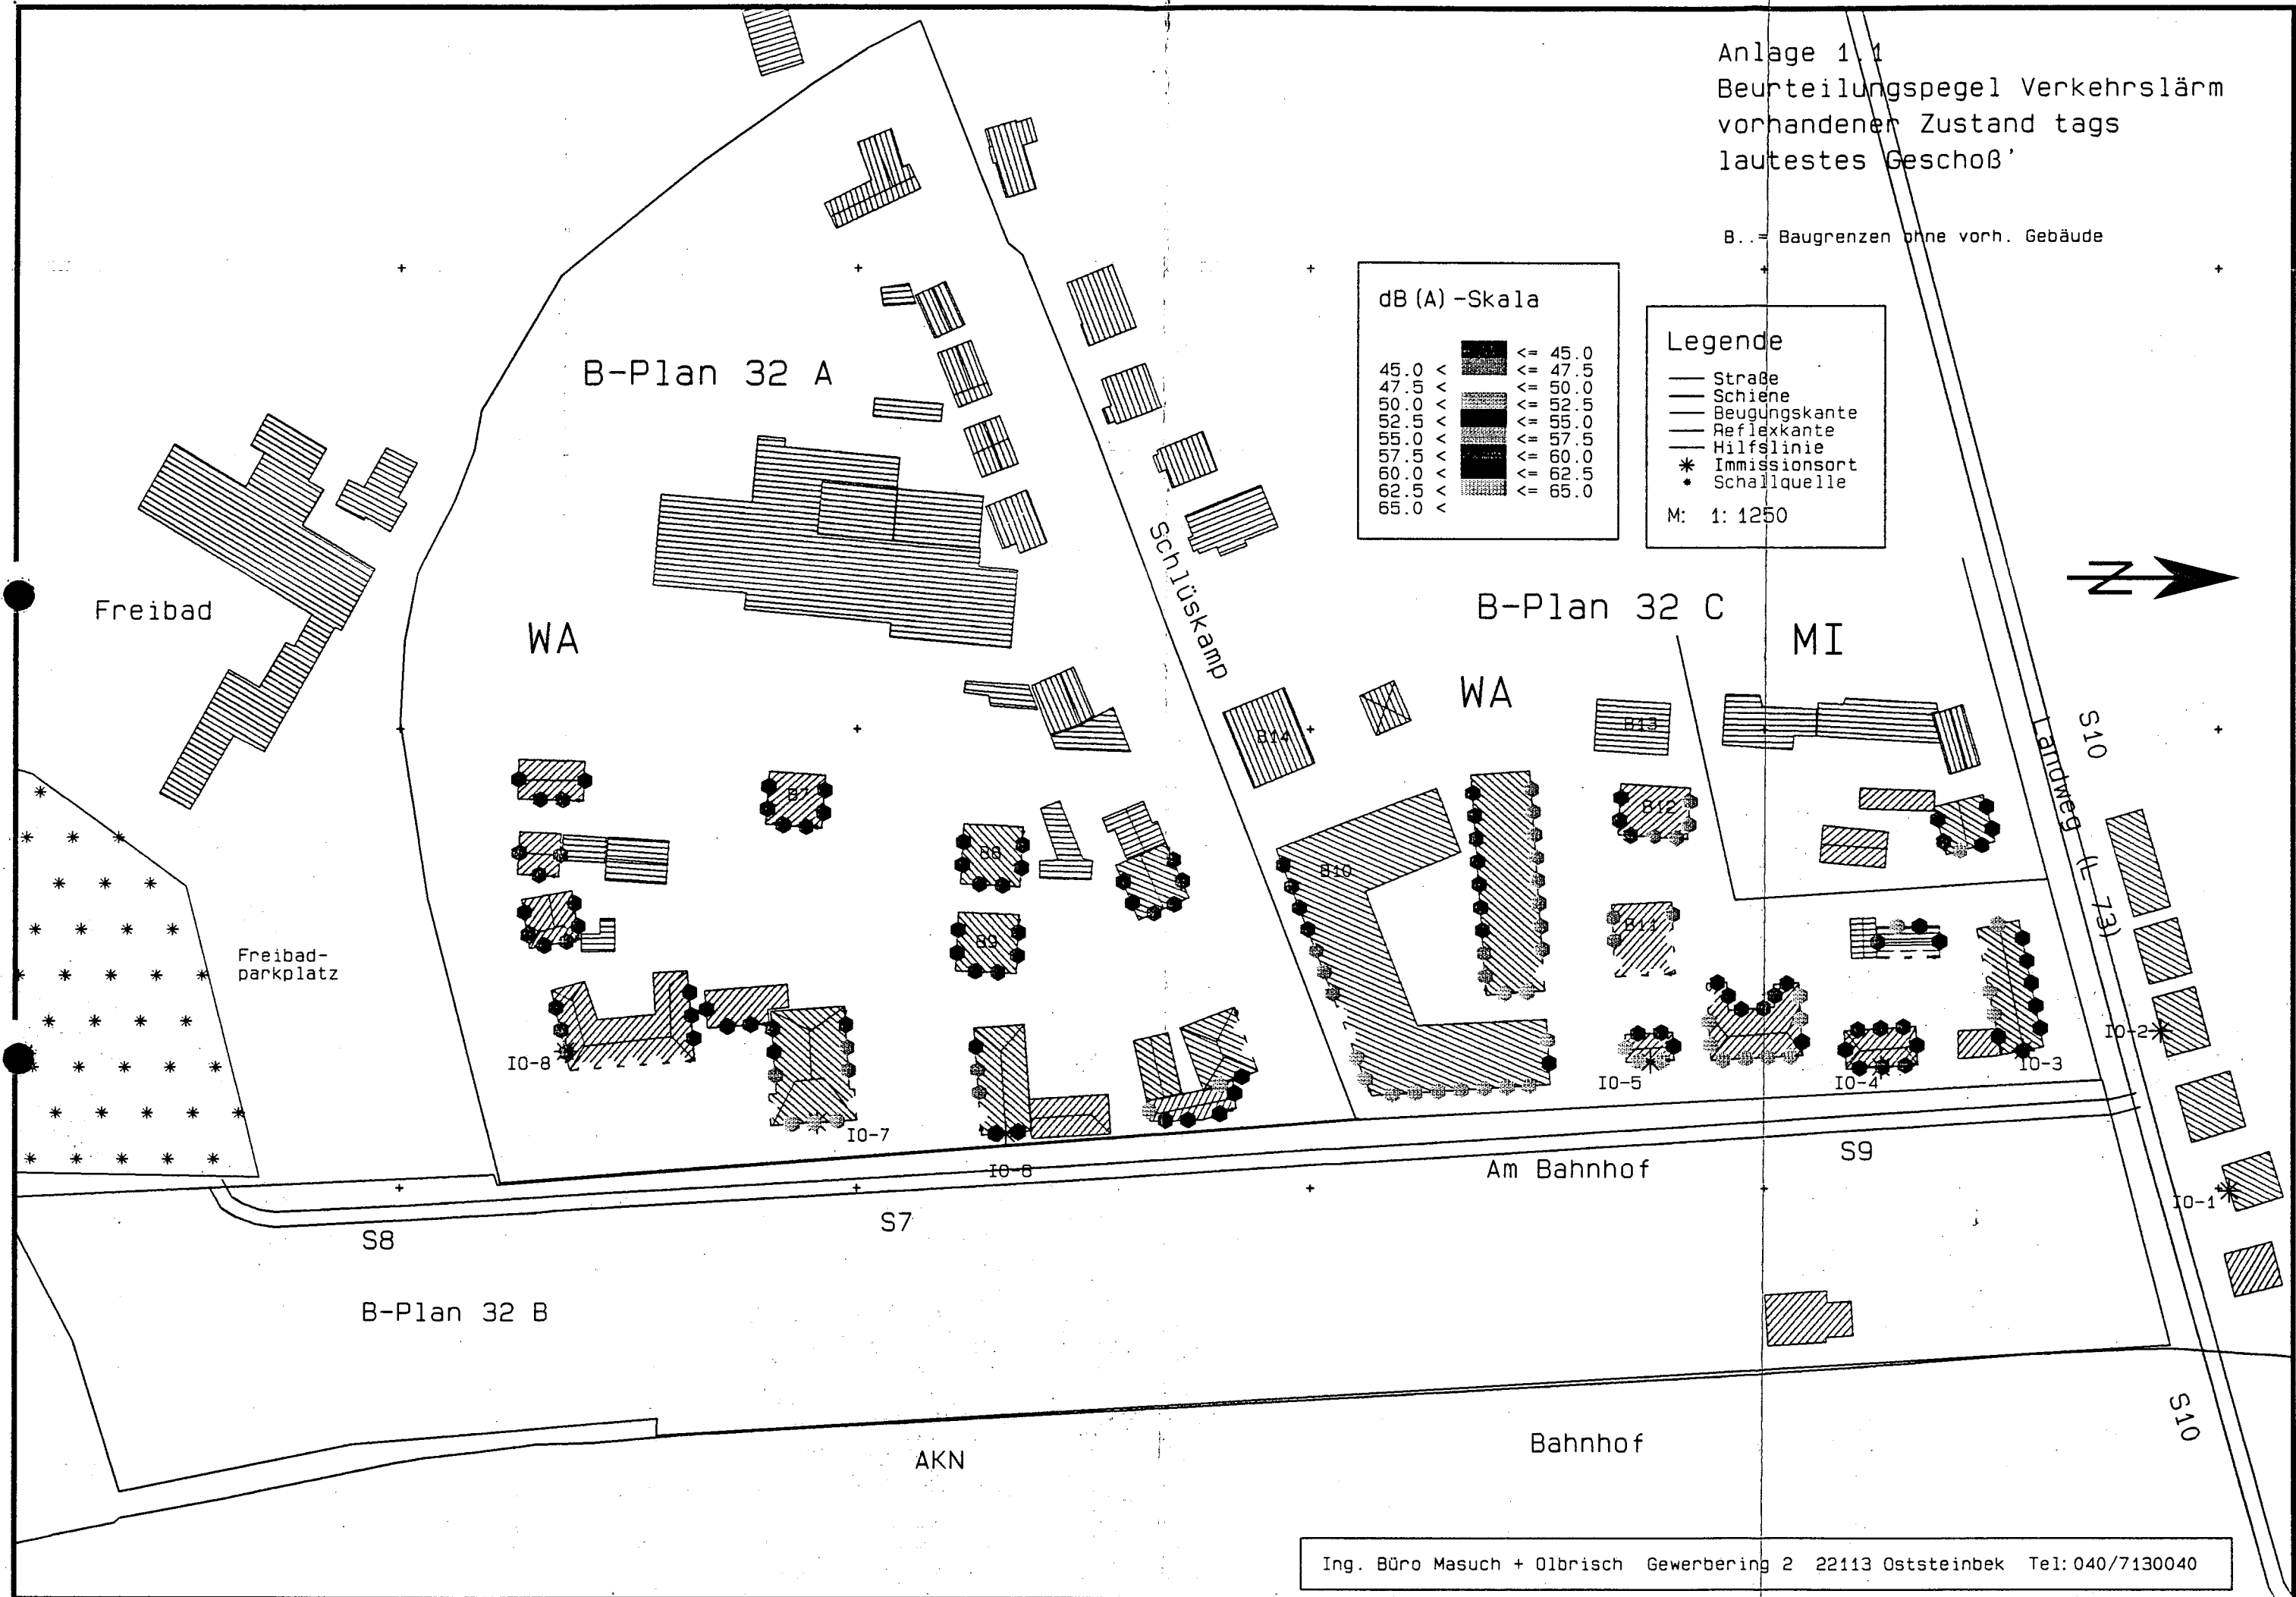 Anlage 1.1
Beurteilungspegel Verkehrslärm
vorhandener Zustand tags
lautestes Geschoß'
B..= Baugrenzen ohne vorh. Gebäude
dB(A)-Skala
<= 45.0
45.0 < <= 47.5
47.5 < <= 50.0
50.0 < <= 52.5
52.5 < <= 55.0
55.0 < <= 57.5
57.5 < <= 60.0
60.0 < <= 62.5
62.5 < <= 65.0
65.0 <
Legende
Straße
Schiene
Beugungskante
Reflexkante
Hilfslinie
Immissionsort
Schallquelle
M: 1: 1250
B-Plan 32 A
Freibad
WA
Schlüskamp
B-Plan 32 C
MI
WA
N
S10
Landweg (L 73)
B14
B13
B7
B12
B8
B10
B9
B11
Freibad-
parkplatz
IO-8
IO-7
IO-6
IO-5
IO-4
IO-3
IO-2
IO-1
Am Bahnhof
S9
S7
S8
B-Plan 32 B
S10
AKN
Bahnhof
Ing. Büro Masuch + Olbrisch Gewerbering 2 22113 Oststeinbek Tel: 040/7130040